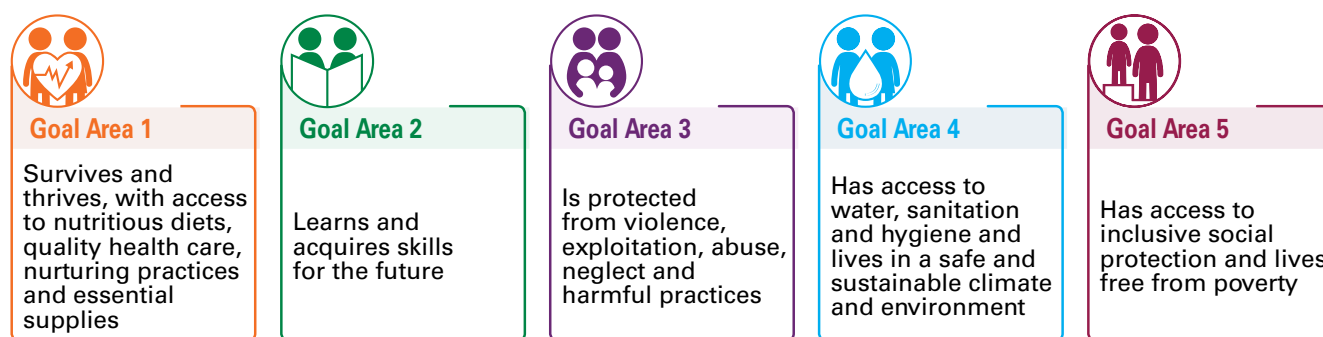 Goal Area 1
Survives and
thrives, with access
to nutritious diets,
quality health care,
nurturing practices
and essential
supplies
Goal Area 2
Learns and
acquires skills
for the future
Goal Area 3
Is protected
from violence,
exploitation, abuse,
neglect and
harmful practices
Goal Area 4
Has access to
water, sanitation
and hygiene and
lives in a safe and
sustainable climate
and environment
Goal Area 5
Has access to
inclusive social
protection and lives
free from poverty